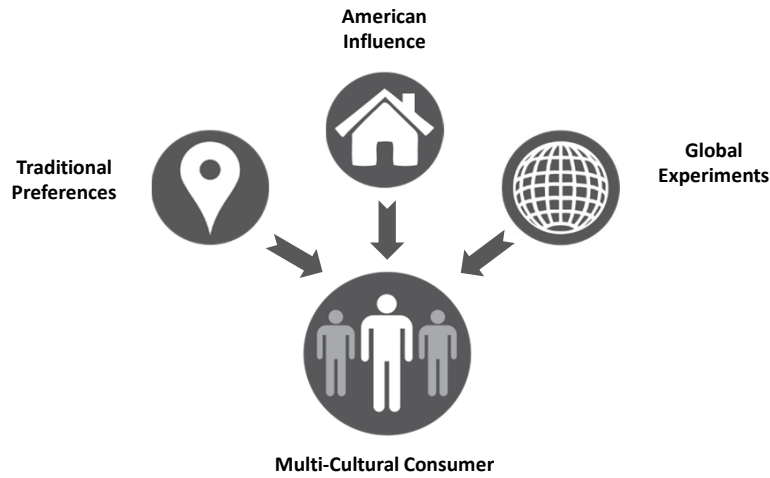 American
Influence
Traditional
Preferences
Global
Experiments
Multi-Cultural Consumer